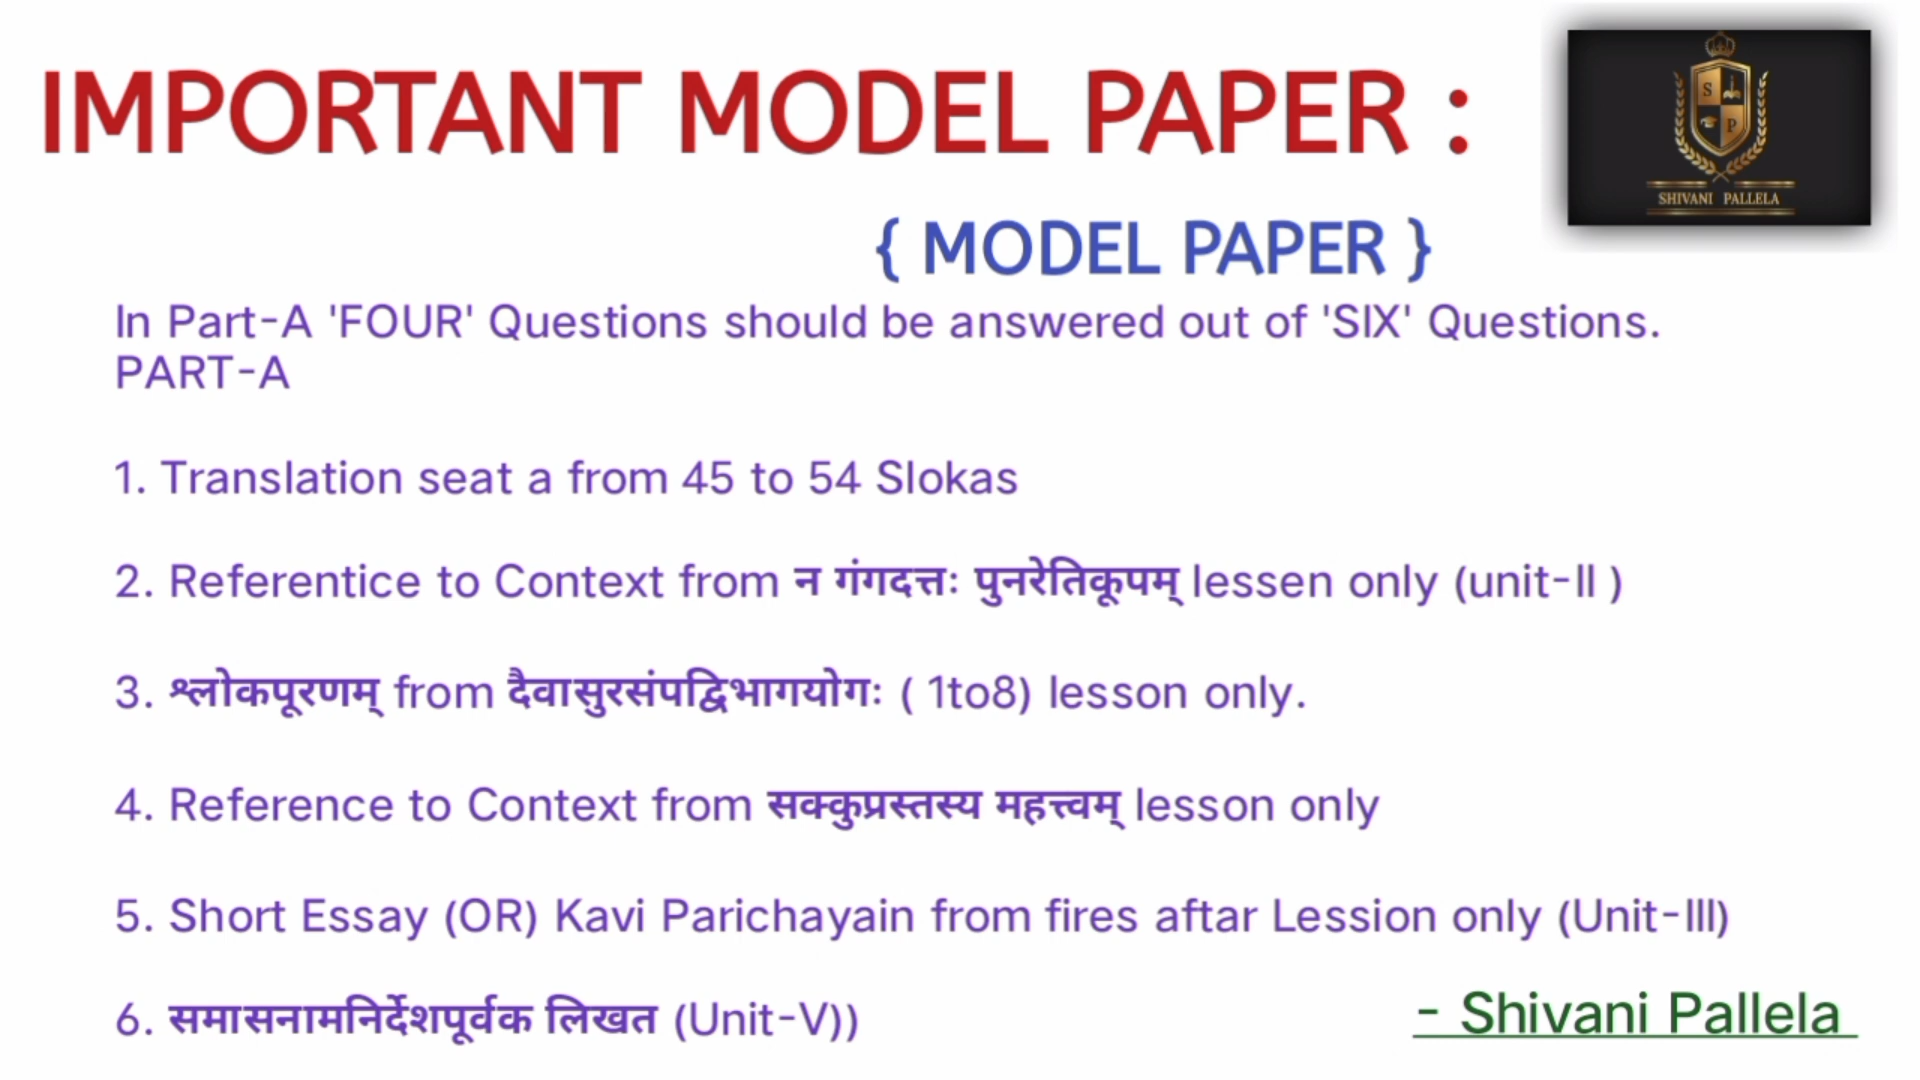 IMPORTANT MODEL PAPER :
S
P
SHIVANI PALLELA
{ MODEL PAPER }
In Part-A 'FOUR' Questions should be answered out of 'SIX' Questions.
PART-A
1. Translation seat a from 45 to 54 Slokas
2. Referentice to Context from न गंगदत्तः पुनरेतिकूपम् lessen only (unit-II )
3. श्लोकपूरणम् from दैवासुरसंपद्विभागयोगः ( 1to8) lesson only.
4. Reference to Context from सक्कुप्रस्तस्य महत्त्वम् lesson only
5. Short Essay (OR) Kavi Parichayain from fires aftar Lession only (Unit-III)
6. समासनामनिर्देशपूर्वक लिखत (Unit-V))
- Shivani Pallela